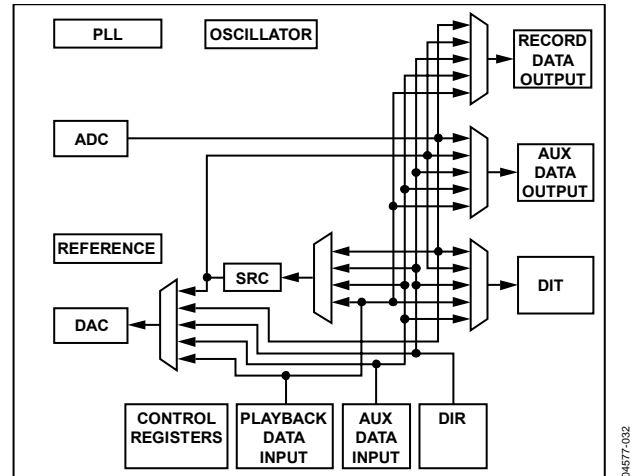 PLL
OSCILLATOR
RECORD
DATA
OUTPUT
ADC
AUX
DATA
OUTPUT
REFERENCE
SRC
DIT
DAC
CONTROL
REGISTERS
PLAYBACK
DATA
INPUT
AUX
DATA
INPUT
DIR
04577-032